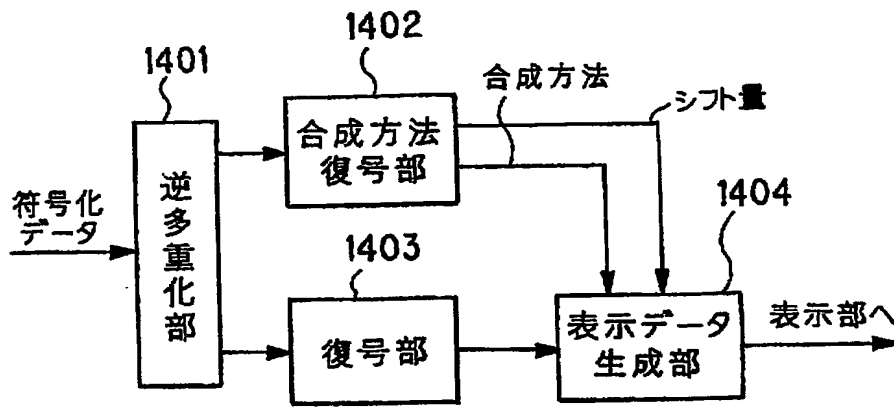 1402
1401
合成方法
シフト量
合成方法
復号部
1404
符号化
データ
逆多重化部
1403
復号部
表示データ
生成部
表示部へ